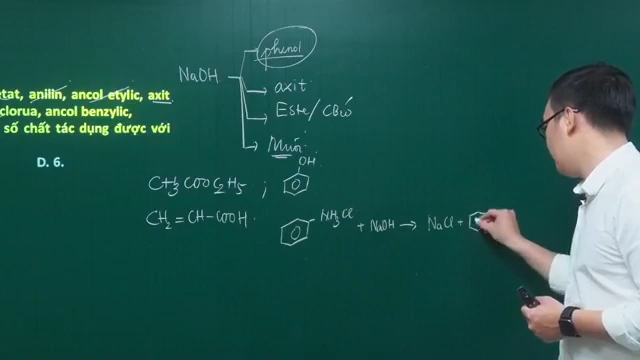 etat, anilin, ancol etylic, axit
clorua, ancol benzylic,
số chất tác dụng được với
D. 6.
NaOH
phenol
axit
Este/CBéo
Muối
CH3COOC2H5 ; OH
CH2=CH-COOH
NH3Cl + NaOH → NaCl +